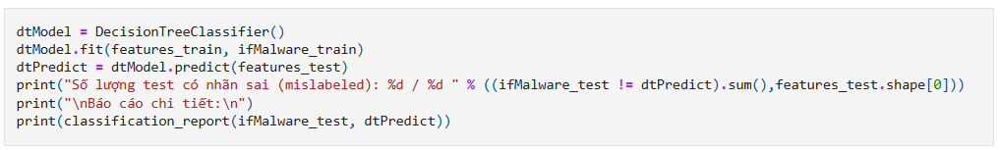 dtModel = DecisionTreeClassifier()
dtModel.fit(features_train, ifMalware_train)
dtPredict = dtModel.predict(features_test)
print("Số lượng test có nhãn sai (mislabeled): %d / %d " % ((ifMalware_test != dtPredict).sum(),features_test.shape[0]))
print("\nBáo cáo chi tiết:\n")
print(classification_report(ifMalware_test, dtPredict))